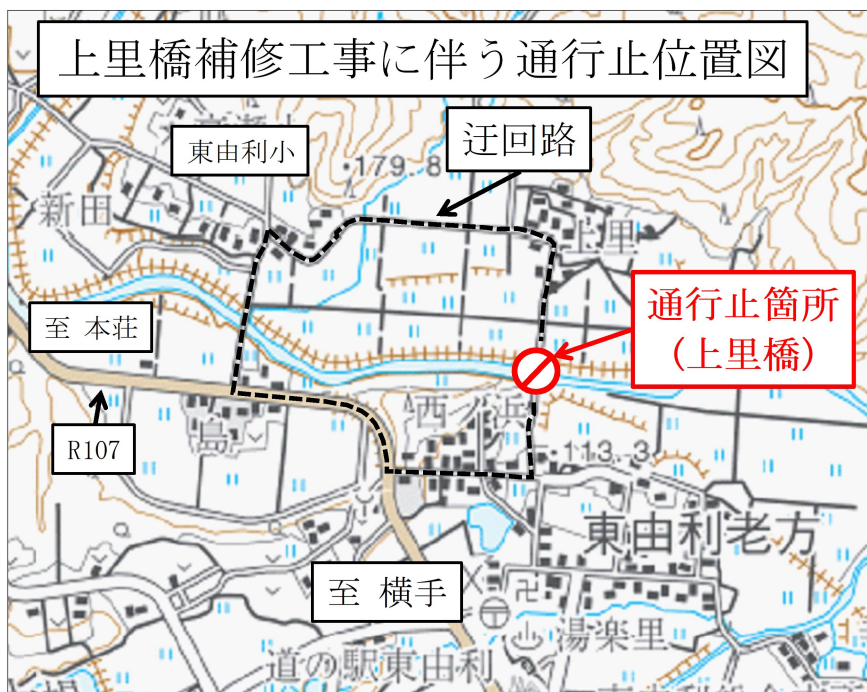 上里橋補修工事に伴う通行止位置図
東由利小
迂回路
179.8
新田
上里
通行止箇所
（上里橋）
至 本荘
西ノ浜
島
R107
113.3
東由利老方
至 横手
湯楽里
道の駅東由利